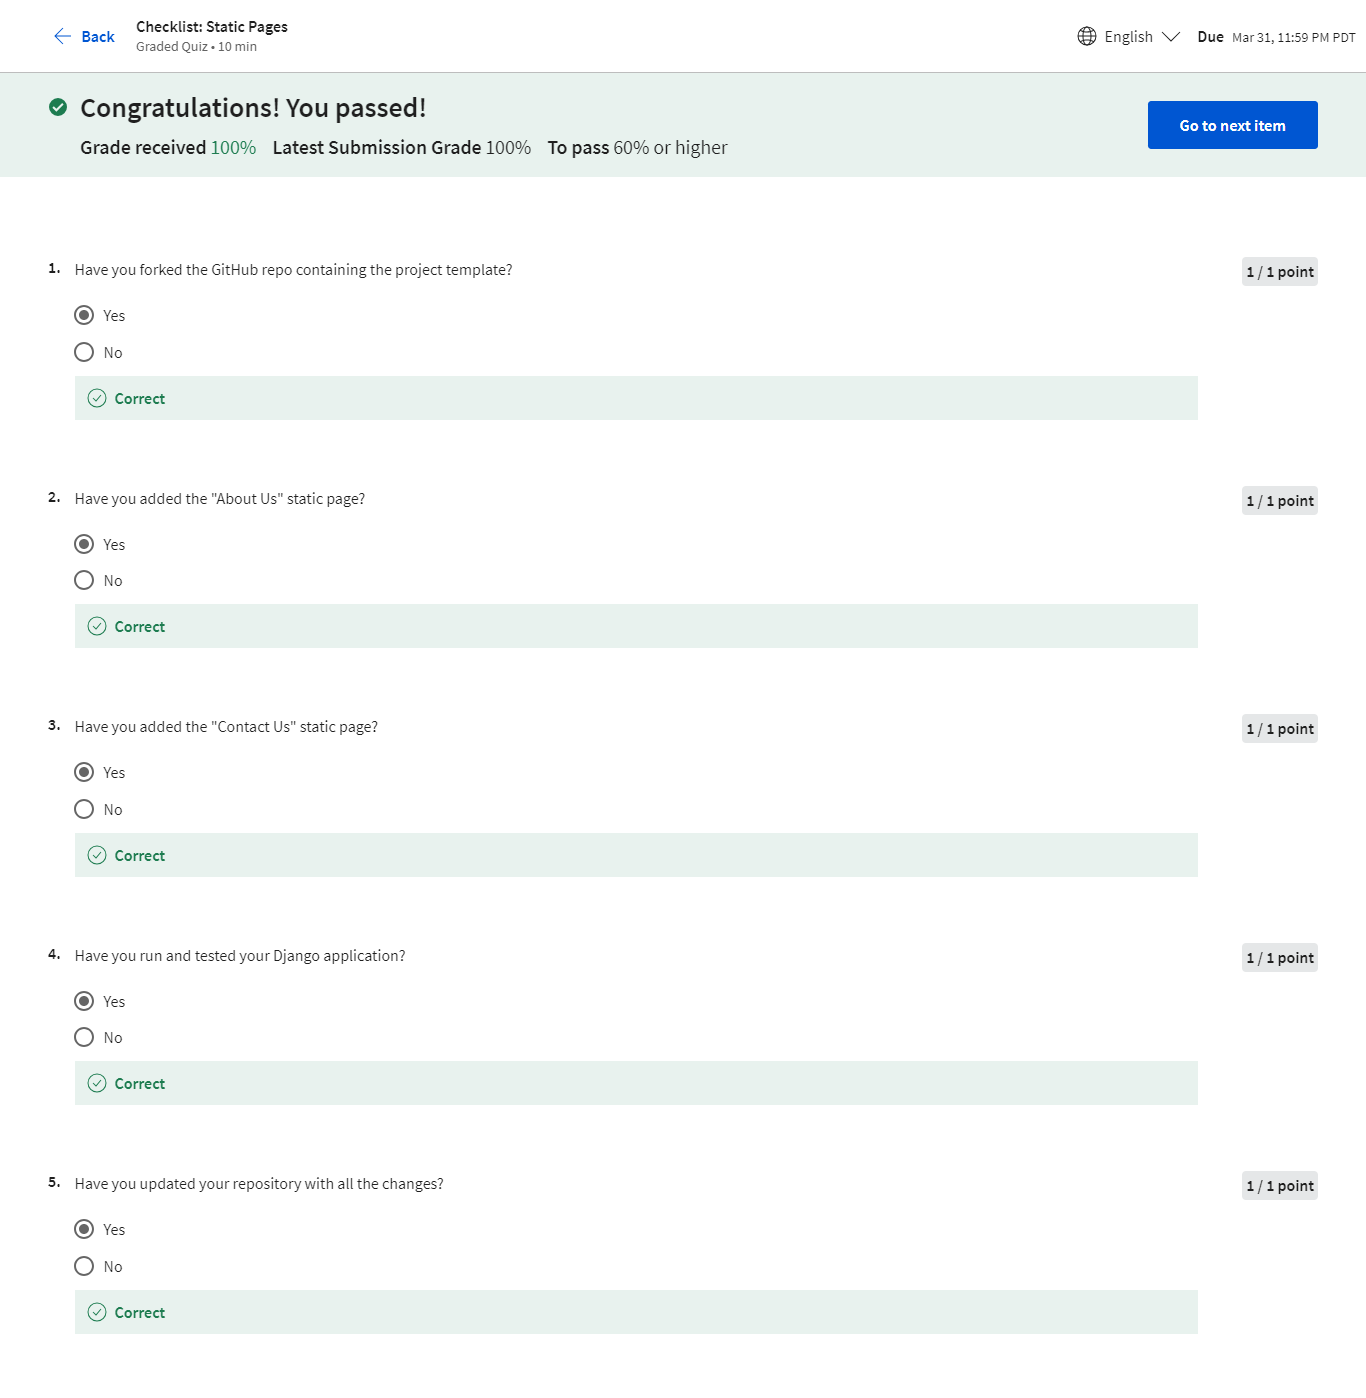 Back
Checklist: Static Pages
Graded Quiz • 10 min
English
Due Mar 31, 11:59 PM PDT
Congratulations! You passed!
Grade received 100% Latest Submission Grade 100% To pass 60% or higher
Go to next item
1. Have you forked the GitHub repo containing the project template?
1 / 1 point
Yes
No
Correct
2. Have you added the "About Us" static page?
1 / 1 point
Yes
No
Correct
3. Have you added the "Contact Us" static page?
1 / 1 point
Yes
No
Correct
4. Have you run and tested your Django application?
1 / 1 point
Yes
No
Correct
5. Have you updated your repository with all the changes?
1 / 1 point
Yes
No
Correct